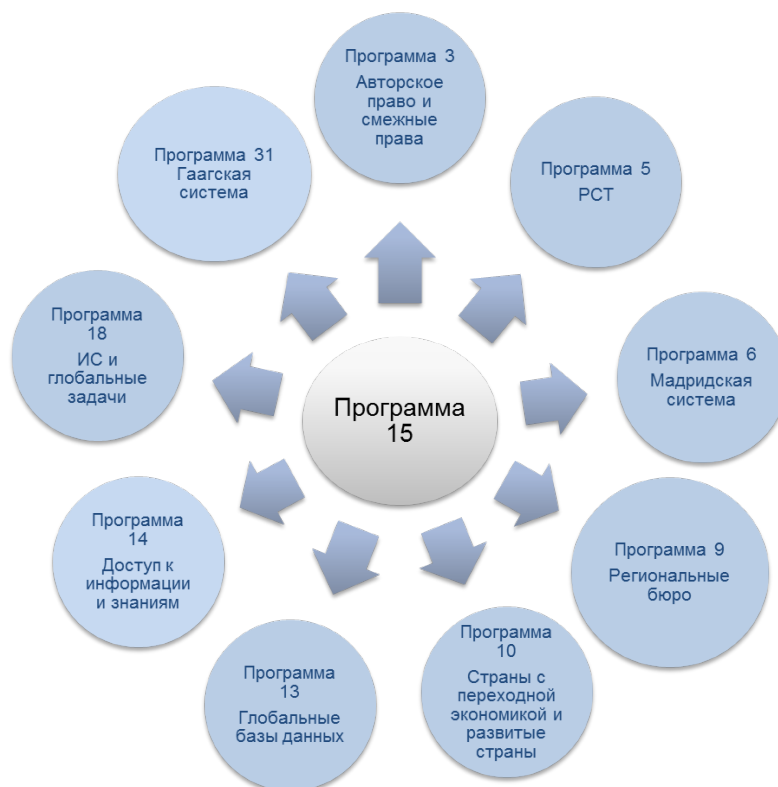 Программа 3
Авторское
право и
смежные
права
Программа 5
РСТ
Программа 6
Мадридская
система
Программа 9
Региональные
бюро
Программа
10
Страны с
переходной
экономикой и
развитые
страны
Программа
13
Глобальные
базы данных
Программа
14
Доступ к
информации
и знаниям
Программа
18
ИС и
глобальные
задачи
Программа 31
Гаагская
система
Программа
15